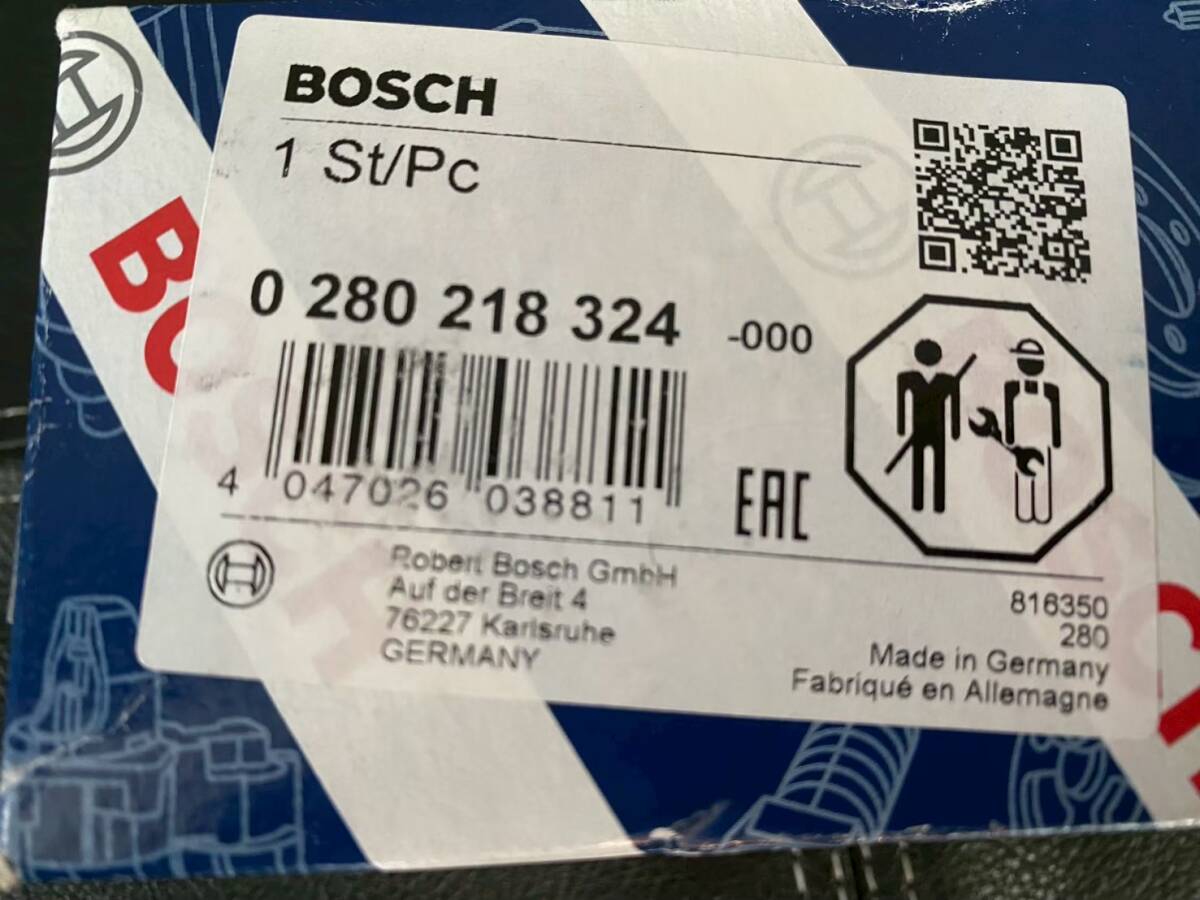 BOSCH
1 St/Pc
0 280 218 324 -000
4 047026 038811
EAC
Robert Bosch GmbH
Auf der Breit 4
76227 Karlsruhe
GERMANY
816350
280
Made in Germany
Fabriqué en Allemagne